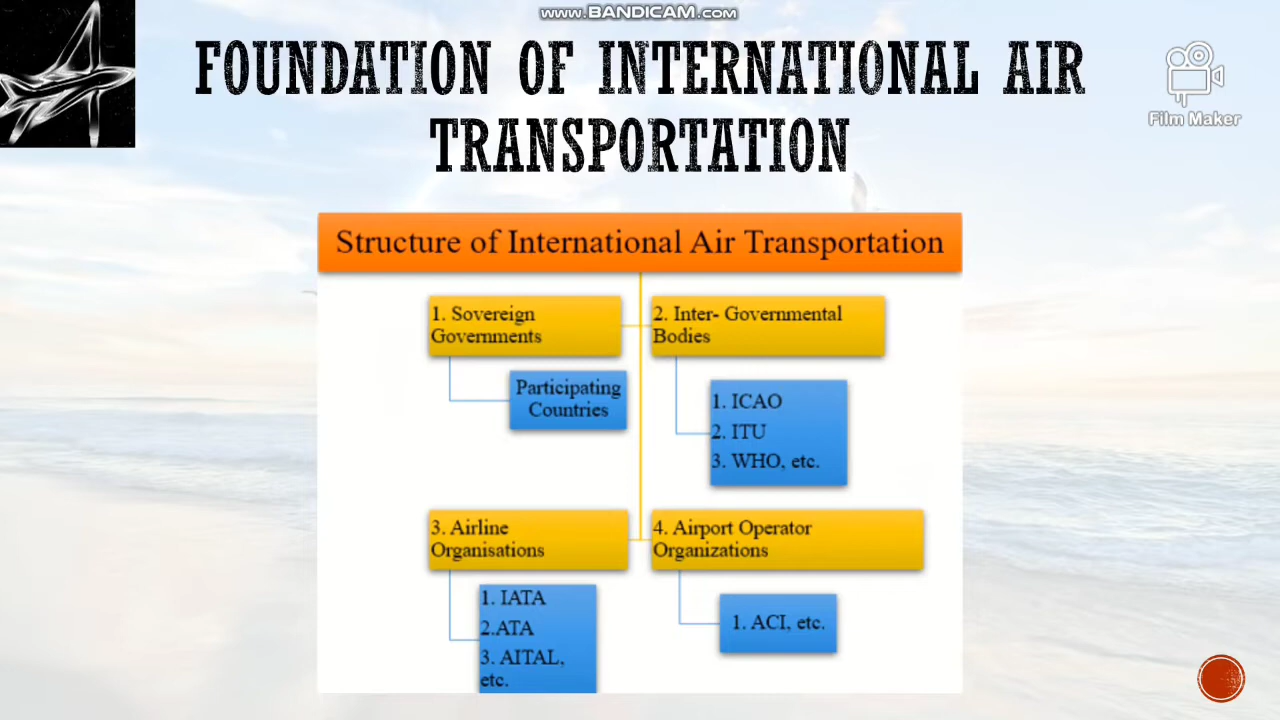 www.BANDICAM.com
FOUNDATION OF INTERNATIONAL AIR
TRANSPORTATION
Film Maker
Structure of International Air Transportation
1. Sovereign
Governments
Participating
Countries
2. Inter- Governmental
Bodies
1. ICAO
2. ITU
3. WHO, etc.
3. Airline
Organisations
1. IATA
2.ATA
3. AITAL,
etc.
4. Airport Operator
Organizations
1. ACI, etc.